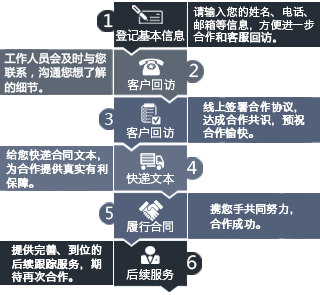 1
登记基本信息
请输入您的姓名、电话、
邮箱等信息，方便进一步
合作和客服回访。
工作人员会及时与您
联系，沟通您想了解
的细节。
客户回访
2
3
客户回访
线上签署合作协议，
达成合作共识，预祝
合作愉快。
给您快递合同文本，
为合作提供真实有利
保障。
快递文本
4
5
履行合同
携您手共同努力，
合作成功。
提供完善、到位的
后续跟踪服务，期
待再次合作。
后续服务
6